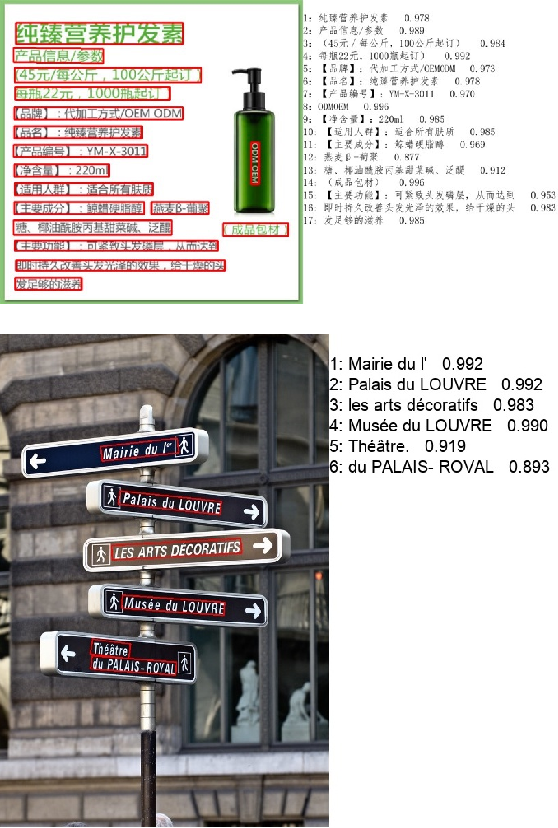 纯臻营养护发素
产品信息/参数
（45元/每公斤，100公斤起订）
每瓶22元，1000瓶起订）
【品牌】：代加工方式/OEM ODM
【品名】：纯臻营养护发素
【产品编号】：YM-X-3011
【净含量】：220ml
【适用人群】：适合所有肤质
【主要成分】：鲸蜡硬脂醇 燕麦β-葡聚
糖、椰油酰胺丙基甜菜碱、泛醌
【主要功能】：可紧致头发磷层，从而达到
即时持久改善头发光泽的效果，给干燥的头
发足够的滋养
ODM OEM
（成品包材）
1: 纯臻营养护发素 0.978
2: 产品信息/参数 0.989
3: （45元/每公斤，100公斤起订） 0.984
4: 每瓶22元，1000瓶起订） 0.992
5: 【品牌】：代加工方式/OEMODM 0.973
6: 【品名】：纯臻营养护发素 0.978
7: 【产品编号】：YM-X-3011 0.970
8: ODMOEM 0.996
9: 【净含量】：220ml 0.985
10: 【适用人群】：适合所有肤质 0.985
11: 【主要成分】：鲸蜡硬脂醇 0.969
12: 燕麦β-葡聚 0.877
13: 糖、椰油酰胺丙基甜菜碱、泛醌 0.912
14: （成品包材） 0.996
15: 【主要功能】：可紧致头发磷层，从而达到 0.953
16: 即时持久改善头发光泽的效果，给干燥的头 0.983
17: 发足够的滋养 0.985
Mairie du 1er
Palais du LOUVRE
LES ARTS DECORATIFS
Musée du LOUVRE
Théâtre
du PALAIS-ROYAL
1: Mairie du l' 0.992
2: Palais du LOUVRE 0.992
3: les arts décoratifs 0.983
4: Musée du LOUVRE 0.990
5: Théâtre. 0.919
6: du PALAIS- ROVAL 0.893